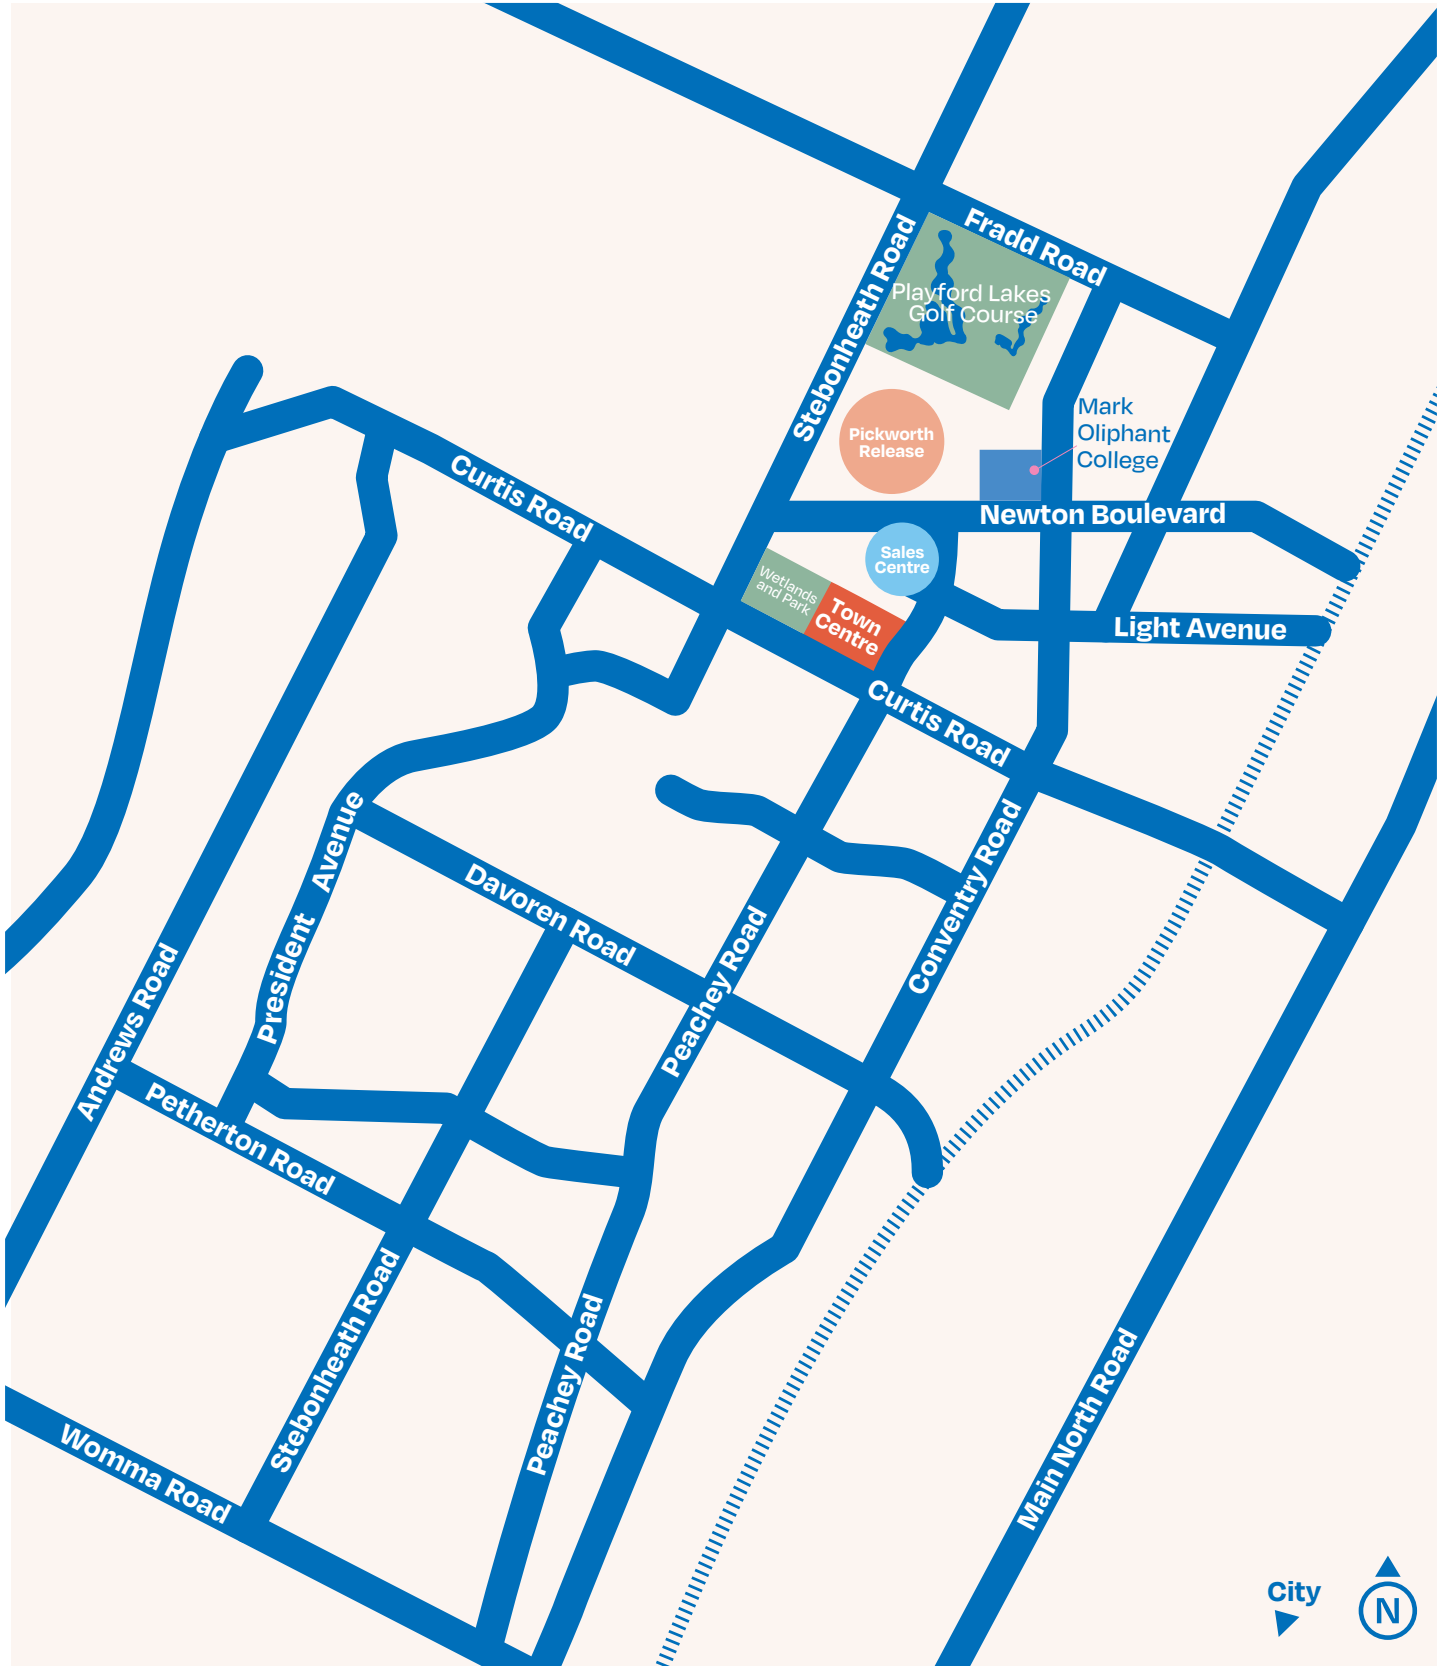 Fradd Road
Stebonheath Road
Playford Lakes
Golf Course
Mark
Oliphant
College
Pickworth
Release
Curtis Road
Newton Boulevard
Sales
Centre
Wetlands
and Park
Town
Centre
Light Avenue
Curtis Road
President Avenue
Davoren Road
Coventry Road
Peachey Road
Andrews Road
Petherton Road
Stebonheath Road
Peachey Road
Main North Road
Womma Road
City
N